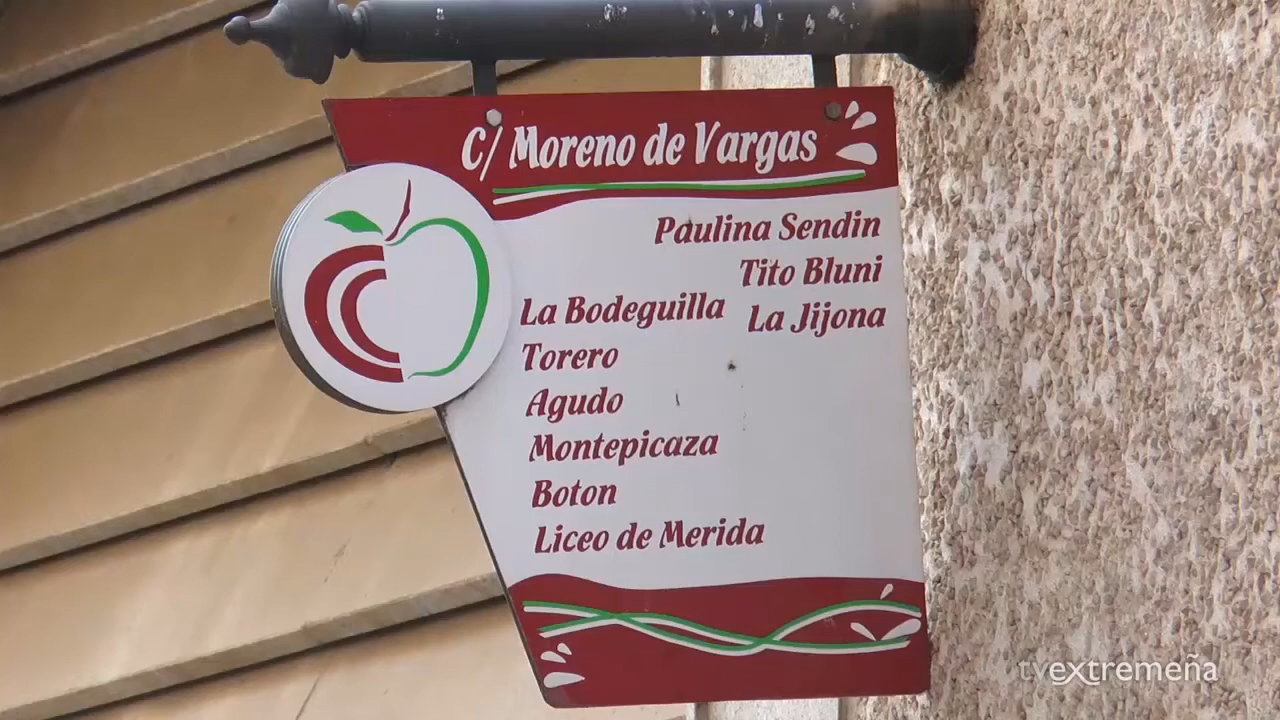 C/ Moreno de Vargas
Paulina Sendin
Tito Bluni
La Jijona
La Bodeguilla
Torero
Agudo
Montepicaza
Boton
Liceo de Merida
tvextremeña